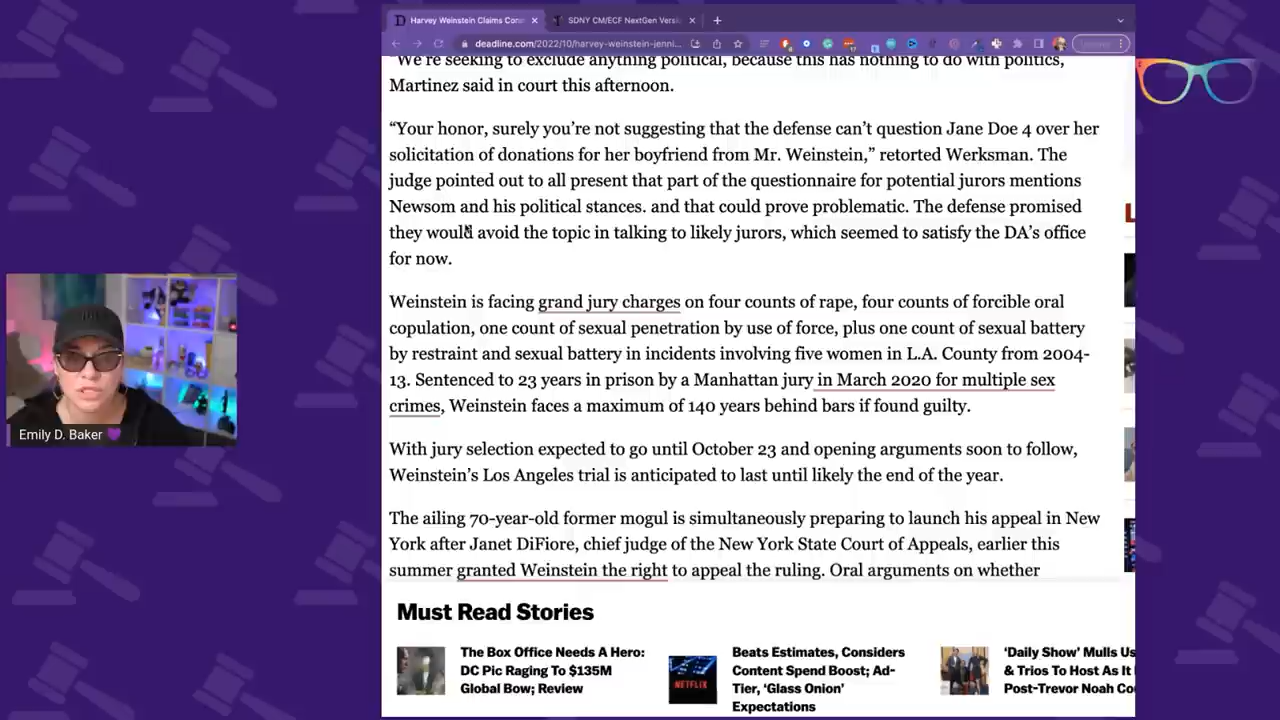 Harvey Weinstein Claims Cons
SDNY CM/ECF NextGen Versi
deadline.com/2022/10/harvey-weinstein-jenni...
"We're seeking to exclude anything political, because this has nothing to do with politics,
Martinez said in court this afternoon.
“Your honor, surely you’re not suggesting that the defense can’t question Jane Doe 4 over her
solicitation of donations for her boyfriend from Mr. Weinstein,” retorted Werksman. The
judge pointed out to all present that part of the questionnaire for potential jurors mentions
Newsom and his political stances. and that could prove problematic. The defense promised
they would avoid the topic in talking to likely jurors, which seemed to satisfy the DA’s office
for now.
Weinstein is facing grand jury charges on four counts of rape, four counts of forcible oral
copulation, one count of sexual penetration by use of force, plus one count of sexual battery
by restraint and sexual battery in incidents involving five women in L.A. County from 2004-
13. Sentenced to 23 years in prison by a Manhattan jury in March 2020 for multiple sex
crimes, Weinstein faces a maximum of 140 years behind bars if found guilty.
Emily D. Baker
With jury selection expected to go until October 23 and opening arguments soon to follow,
Weinstein’s Los Angeles trial is anticipated to last until likely the end of the year.
The ailing 70-year-old former mogul is simultaneously preparing to launch his appeal in New
York after Janet DiFiore, chief judge of the New York State Court of Appeals, earlier this
summer granted Weinstein the right to appeal the ruling. Oral arguments on whether
Must Read Stories
The Box Office Needs A Hero:
DC Pic Raging To $135M
Global Bow; Review
NETFLIX
Beats Estimates, Considers
Content Spend Boost; Ad-
Tier, ‘Glass Onion’
Expectations
‘Daily Show’ Mulls Us
& Trios To Host As It
Post-Trevor Noah Co